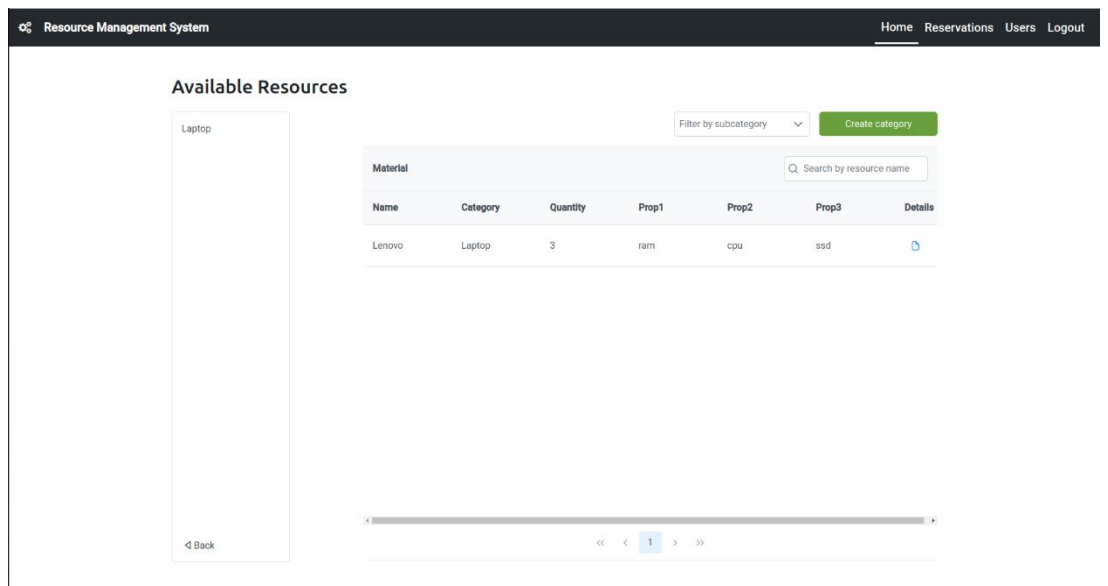 Resource Management System
Home Reservations Users Logout
Available Resources
Laptop
Filter by subcategory
Create category
Material
Search by resource name
Name Category Quantity Prop1 Prop2 Prop3 Details
Lenovo Laptop 3 ram cpu ssd
Back
<< < 1 > >>